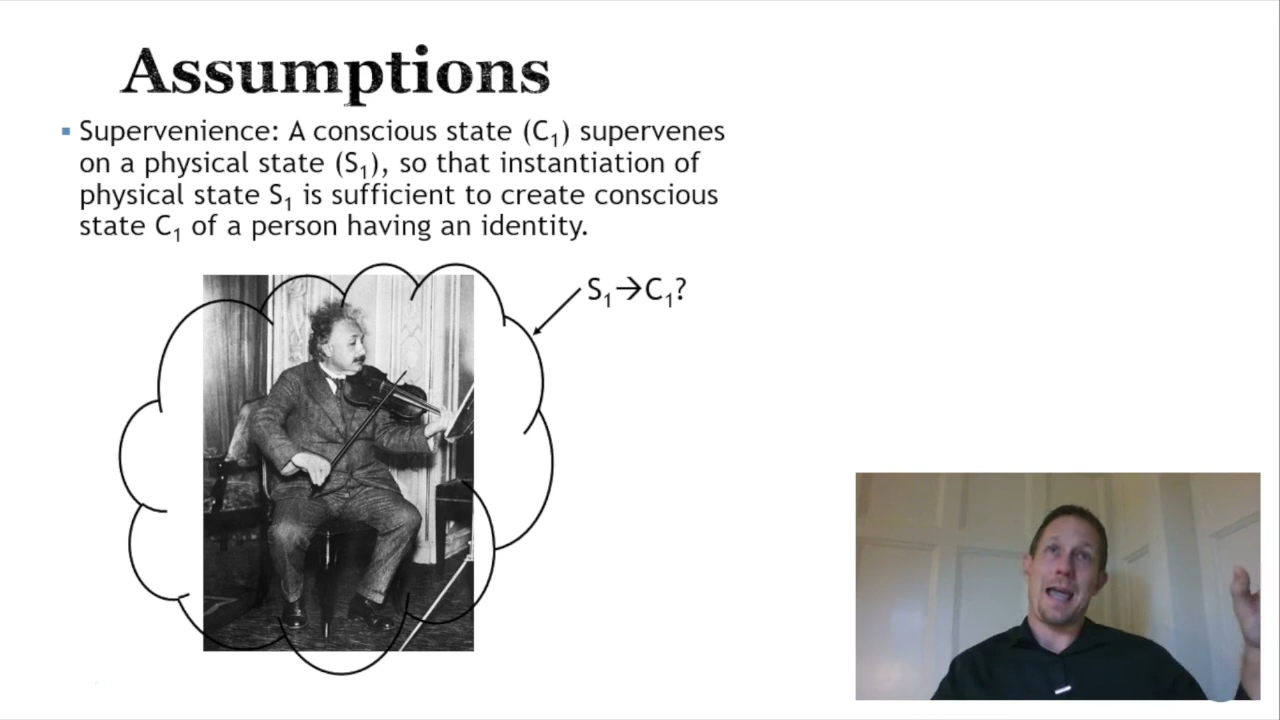 Assumptions
▪ Supervenience: A conscious state (C₁) supervenes
on a physical state (S₁), so that instantiation of
physical state S₁ is sufficient to create conscious
state C₁ of a person having an identity.
S₁→C₁?